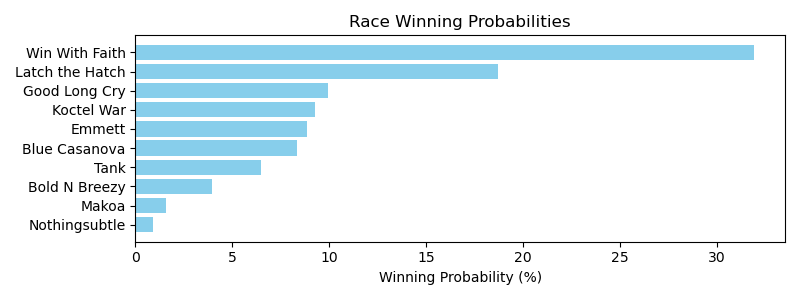 Race Winning Probabilities
Win With Faith
Latch the Hatch
Good Long Cry
Koctel War
Emmett
Blue Casanova
Tank
Bold N Breezy
Makoa
Nothingsubtle
0 5 10 15 20 25 30
Winning Probability (%)